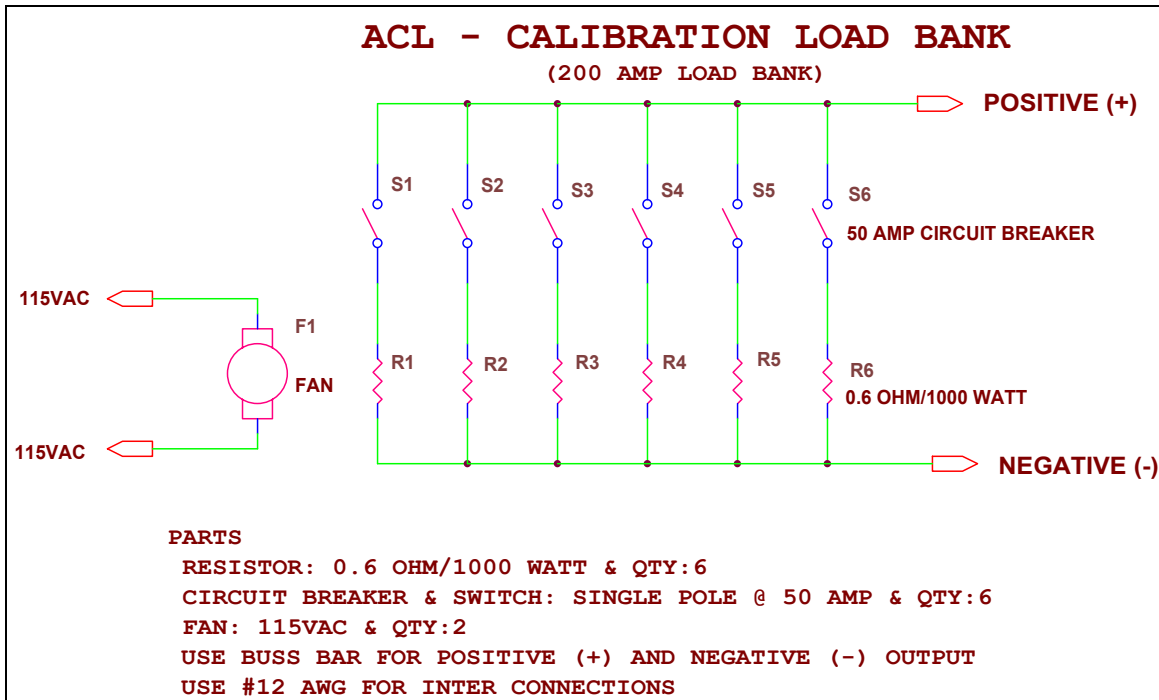 ACL - CALIBRATION LOAD BANK
(200 AMP LOAD BANK)
POSITIVE (+)
S1
S2
S3
S4
S5
S6
50 AMP CIRCUIT BREAKER
115VAC
F1
FAN
115VAC
R1
R2
R3
R4
R5
R6
0.6 OHM/1000 WATT
NEGATIVE (-)
PARTS
RESISTOR: 0.6 OHM/1000 WATT & QTY:6
CIRCUIT BREAKER & SWITCH: SINGLE POLE @ 50 AMP & QTY:6
FAN: 115VAC & QTY:2
USE BUSS BAR FOR POSITIVE (+) AND NEGATIVE (-) OUTPUT
USE #12 AWG FOR INTER CONNECTIONS